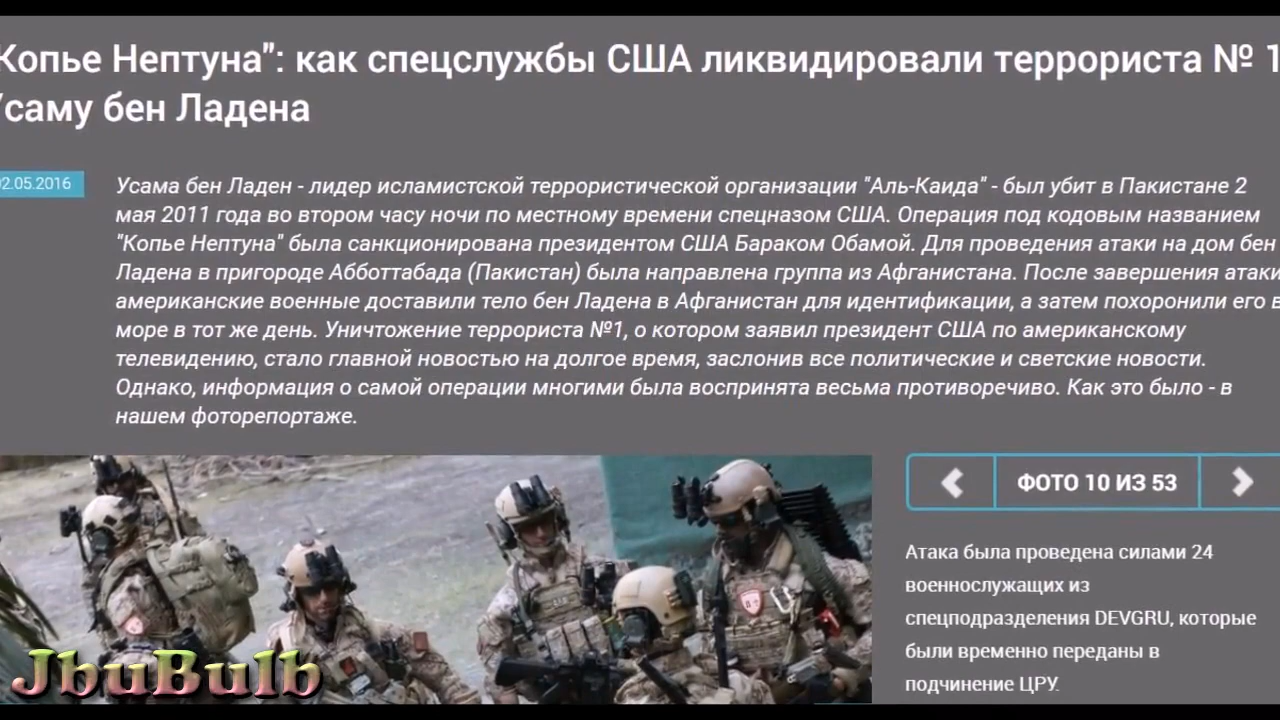 Копье Нептуна": как спецслужбы США ликвидировали террориста № 1
Усаму бен Ладена
02.05.2016
Усама бен Ладен - лидер исламистской террористической организации "Аль-Каида" - был убит в Пакистане 2
мая 2011 года во втором часу ночи по местному времени спецназом США. Операция под кодовым названием
"Копье Нептуна" была санкционирована президентом США Бараком Обамой. Для проведения атаки на дом бен
Ладена в пригороде Абботтабада (Пакистан) была направлена группа из Афганистана. После завершения атаки
американские военные доставили тело бен Ладена в Афганистан для идентификации, а затем похоронили его в
море в тот же день. Уничтожение террориста №1, о котором заявил президент США по американскому
телевидению, стало главной новостью на долгое время, заслонив все политические и светские новости.
Однако, информация о самой операции многими была воспринята весьма противоречиво. Как это было - в
нашем фоторепортаже.
ФОТО 10 ИЗ 53
Атака была проведена силами 24
военнослужащих из
спецподразделения DEVGRU, которые
были временно переданы в
подчинение ЦРУ.
JbuBulb